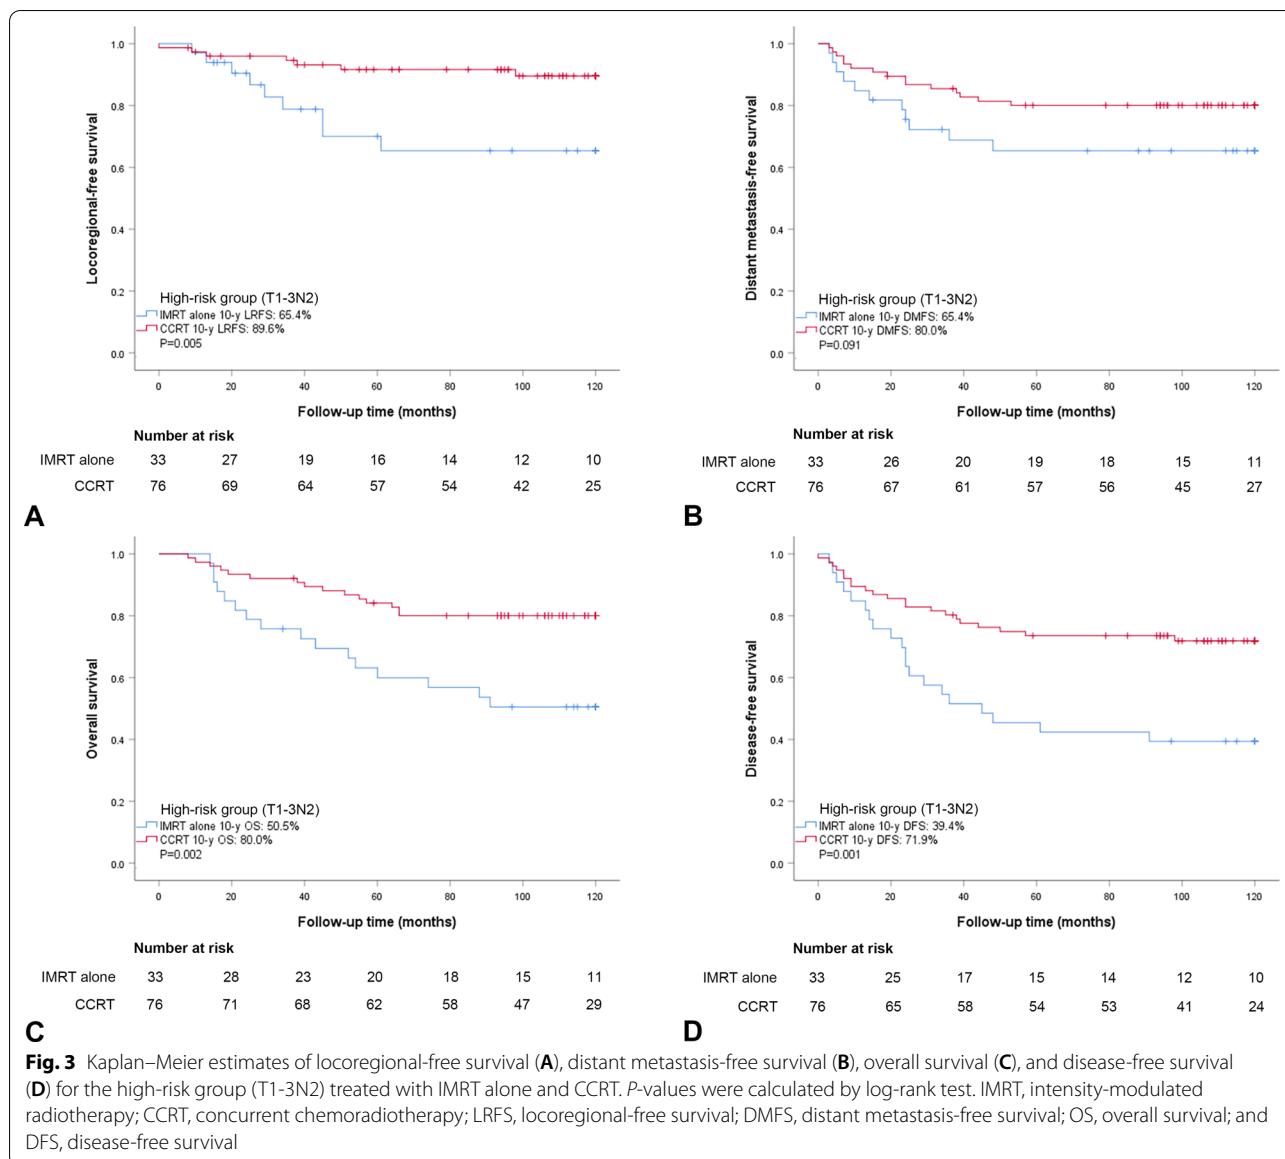 1.0
0.8
0.6
0.4
0.2
0.0
Locoregional-free survival
High-risk group (T1-3N2)
IMRT alone 10-y LRFS: 65.4%
CCRT 10-y LRFS: 89.6%
P=0.005
0 20 40 60 80 100 120
Follow-up time (months)
Number at risk
IMRT alone 33 27 19 16 14 12 10
CCRT 76 69 64 57 54 42 25
A
1.0
0.8
0.6
0.4
0.2
0.0
Distant metastasis-free survival
High-risk group (T1-3N2)
IMRT alone 10-y DMFS: 65.4%
CCRT 10-y DMFS: 80.0%
P=0.091
0 20 40 60 80 100 120
Follow-up time (months)
Number at risk
IMRT alone 33 26 20 19 18 15 11
CCRT 76 67 61 57 56 45 27
B
1.0
0.8
0.6
0.4
0.2
0.0
Overall survival
High-risk group (T1-3N2)
IMRT alone 10-y OS: 50.5%
CCRT 10-y OS: 80.0%
P=0.002
0 20 40 60 80 100 120
Follow-up time (months)
Number at risk
IMRT alone 33 28 23 20 18 15 11
CCRT 76 71 68 62 58 47 29
C
1.0
0.8
0.6
0.4
0.2
0.0
Disease-free survival
High-risk group (T1-3N2)
IMRT alone 10-y DFS: 39.4%
CCRT 10-y DFS: 71.9%
P=0.001
0 20 40 60 80 100 120
Follow-up time (months)
Number at risk
IMRT alone 33 25 17 15 14 12 10
CCRT 76 65 58 54 53 41 24
D
Fig. 3 Kaplan–Meier estimates of locoregional-free survival (A), distant metastasis-free survival (B), overall survival (C), and disease-free survival
(D) for the high-risk group (T1-3N2) treated with IMRT alone and CCRT. P-values were calculated by log-rank test. IMRT, intensity-modulated
radiotherapy; CCRT, concurrent chemoradiotherapy; LRFS, locoregional-free survival; DMFS, distant metastasis-free survival; OS, overall survival; and
DFS, disease-free survival